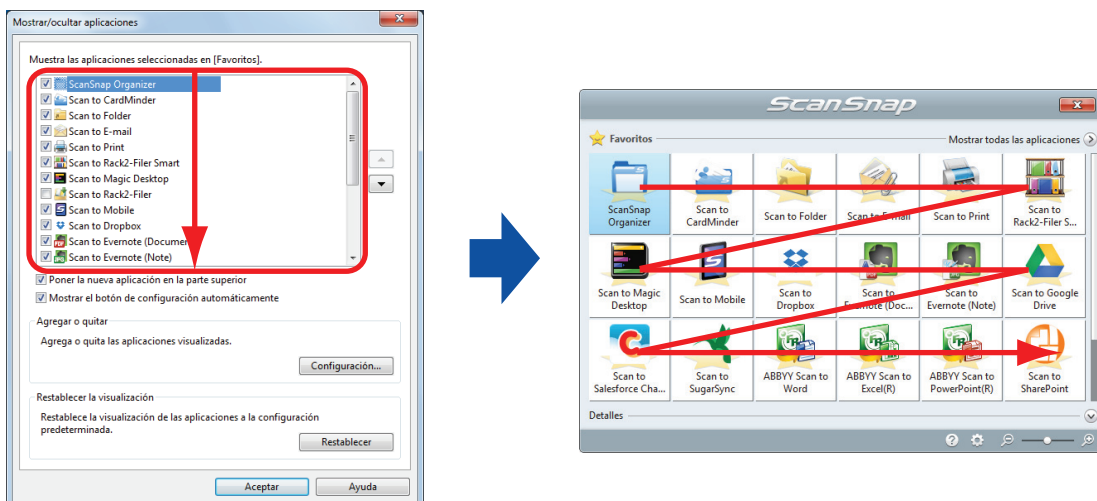 Mostrar/ocultar aplicaciones
Muestra las aplicaciones seleccionadas en [Favoritos].
ScanSnap Organizer
Scan to CardMinder
Scan to Folder
Scan to E-mail
Scan to Print
Scan to Rack2-Filer Smart
Scan to Magic Desktop
Scan to Rack2-Filer
Scan to Mobile
Scan to Dropbox
Scan to Evernote (Documen
Scan to Evernote (Note)
Poner la nueva aplicación en la parte superior
Mostrar el botón de configuración automáticamente
Agregar o quitar
Agrega o quita las aplicaciones visualizadas.
Configuración...
Restablecer la visualización
Restablece la visualización de las aplicaciones a la configuración
predeterminada.
Restablecer
Aceptar Ayuda
ScanSnap
Favoritos Mostrar todas las aplicaciones
ScanSnap
Organizer
Scan to
CardMinder
Scan to Folder
Scan to E-mail
Scan to Print
Scan to
Rack2-Filer S...
Scan to Magic
Desktop
Scan to Mobile
Scan to
Dropbox
Scan to
Evernote (Doc...
Scan to
Evernote (Note)
Scan to Google
Drive
Scan to
Salesforce Cha...
Scan to
SugarSync
ABBYY Scan to
Word
ABBYY Scan to
Excel(R)
ABBYY Scan to
PowerPoint(R)
Scan to
SharePoint
Detalles